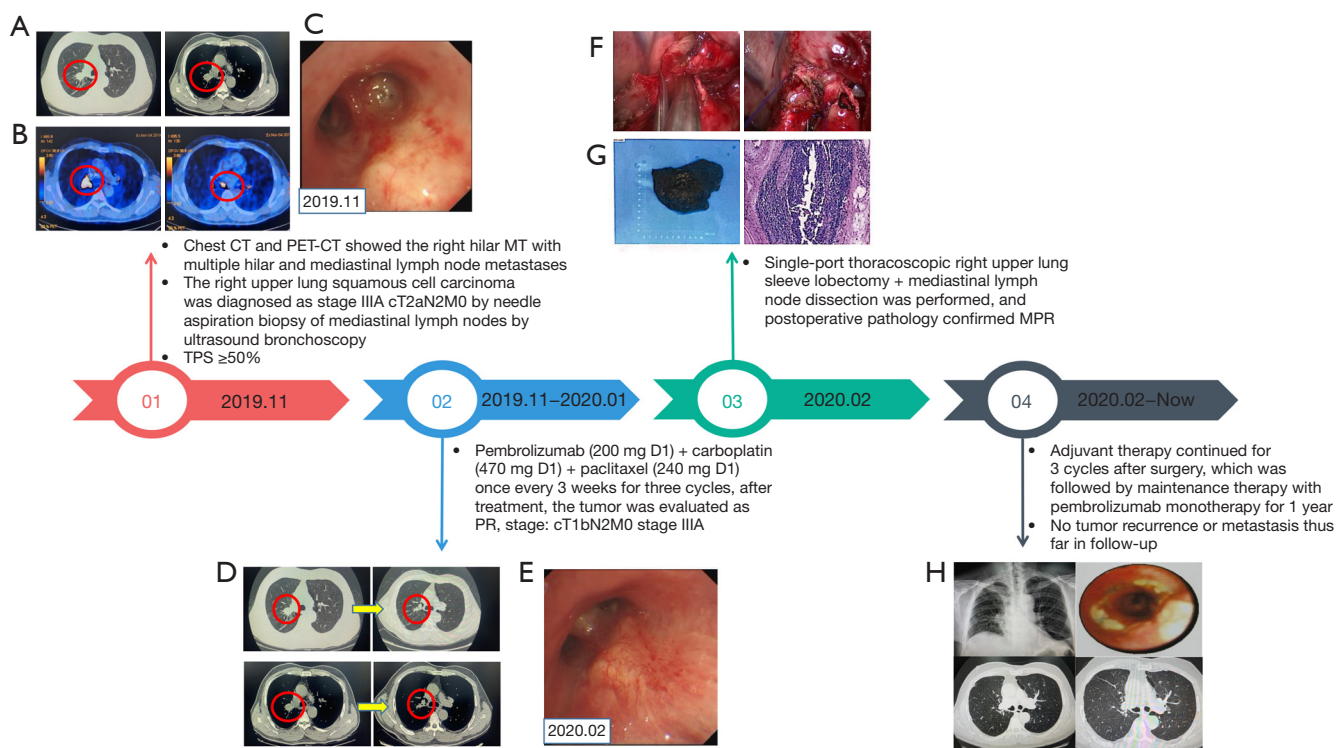 A
C
F
B
G
2019.11
• Chest CT and PET-CT showed the right hilar MT with
multiple hilar and mediastinal lymph node metastases
• The right upper lung squamous cell carcinoma
was diagnosed as stage IIIA cT2aN2M0 by needle
aspiration biopsy of mediastinal lymph nodes by
ultrasound bronchoscopy
• TPS ≥50%
• Single-port thoracoscopic right upper lung
sleeve lobectomy + mediastinal lymph
node dissection was performed, and
postoperative pathology confirmed MPR
01
2019.11
02
2019.11–2020.01
03
2020.02
04
2020.02–Now
• Pembrolizumab (200 mg D1) + carboplatin
(470 mg D1) + paclitaxel (240 mg D1)
once every 3 weeks for three cycles, after
treatment, the tumor was evaluated as
PR, stage: cT1bN2M0 stage IIIA
• Adjuvant therapy continued for
3 cycles after surgery, which was
followed by maintenance therapy with
pembrolizumab monotherapy for 1 year
• No tumor recurrence or metastasis thus
far in follow-up
D
E
H
2020.02